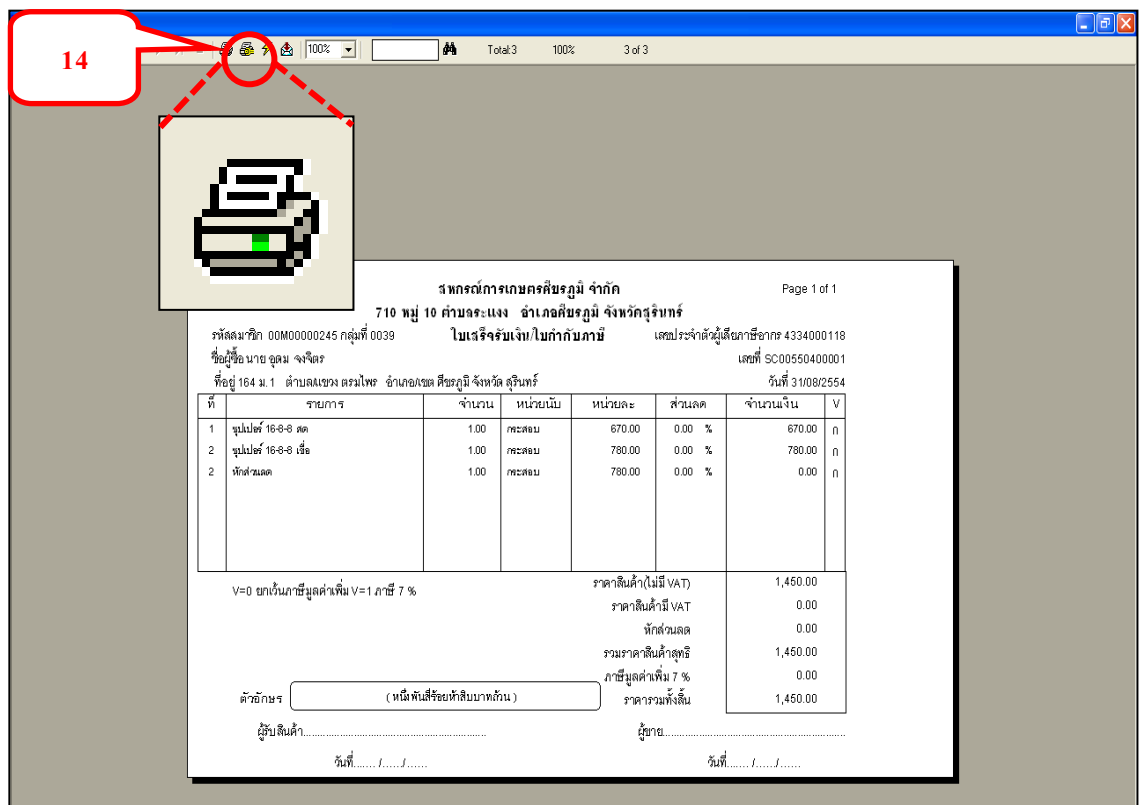 14
100%
Total:3 100% 3 of 3
สหกรณ์การเกษตรศีขรภูมิ จำกัด Page 1 of 1
710 หมู่ 10 ตำบลระแงง อำเภอศีขรภูมิ จังหวัดสุรินทร์
รหัสสมาชิก 00M00000245 กลุ่มที่ 0039 ใบเสร็จรับเงิน/ใบกำกับภาษี เลขประจำตัวผู้เสียภาษีอากร 4334000118
ชื่อผู้ซื้อ นาย อุดม จงจิตร เลขที่ SC00550400001
ที่อยู่ 164 ม. 1 ตำบล/แขวง ตรมไพร อำเภอ/เขต ศีขรภูมิ จังหวัด สุรินทร์ วันที่ 31/08/2554
ที่ รายการ จำนวน หน่วยนับ หน่วยละ ส่วนลด จำนวนเงิน V
1 ซุปเปอร์ 16-8-8 สด 1.00 กระสอบ 670.00 0.00 % 670.00 ก
2 ซุปเปอร์ 16-8-8 เชื่อ 1.00 กระสอบ 780.00 0.00 % 780.00 ก
2 หักส่วนลด 1.00 กระสอบ 780.00 0.00 % 0.00 ก
V=0 ยกเว้นภาษีมูลค่าเพิ่ม V=1 ภาษี 7 % ราคาสินค้า(ไม่มี VAT) 1,450.00
ราคาสินค้ามี VAT 0.00
หักส่วนลด 0.00
รวมราคาสินค้าสุทธิ 1,450.00
ภาษีมูลค่าเพิ่ม 7 % 0.00
ตัวอักษร ( หนึ่งพันสี่ร้อยห้าสิบบาทถ้วน ) ราคารวมทั้งสิ้น 1,450.00
ผู้รับสินค้า............................................................. ผู้ขาย.............................................................
วันที่....... /....../...... วันที่....... /....../......